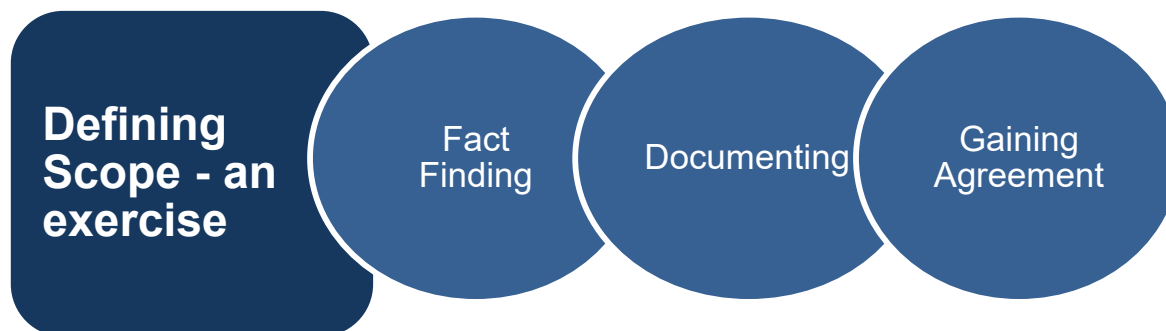 Defining
Scope - an
exercise
Fact
Finding
Documenting
Gaining
Agreement